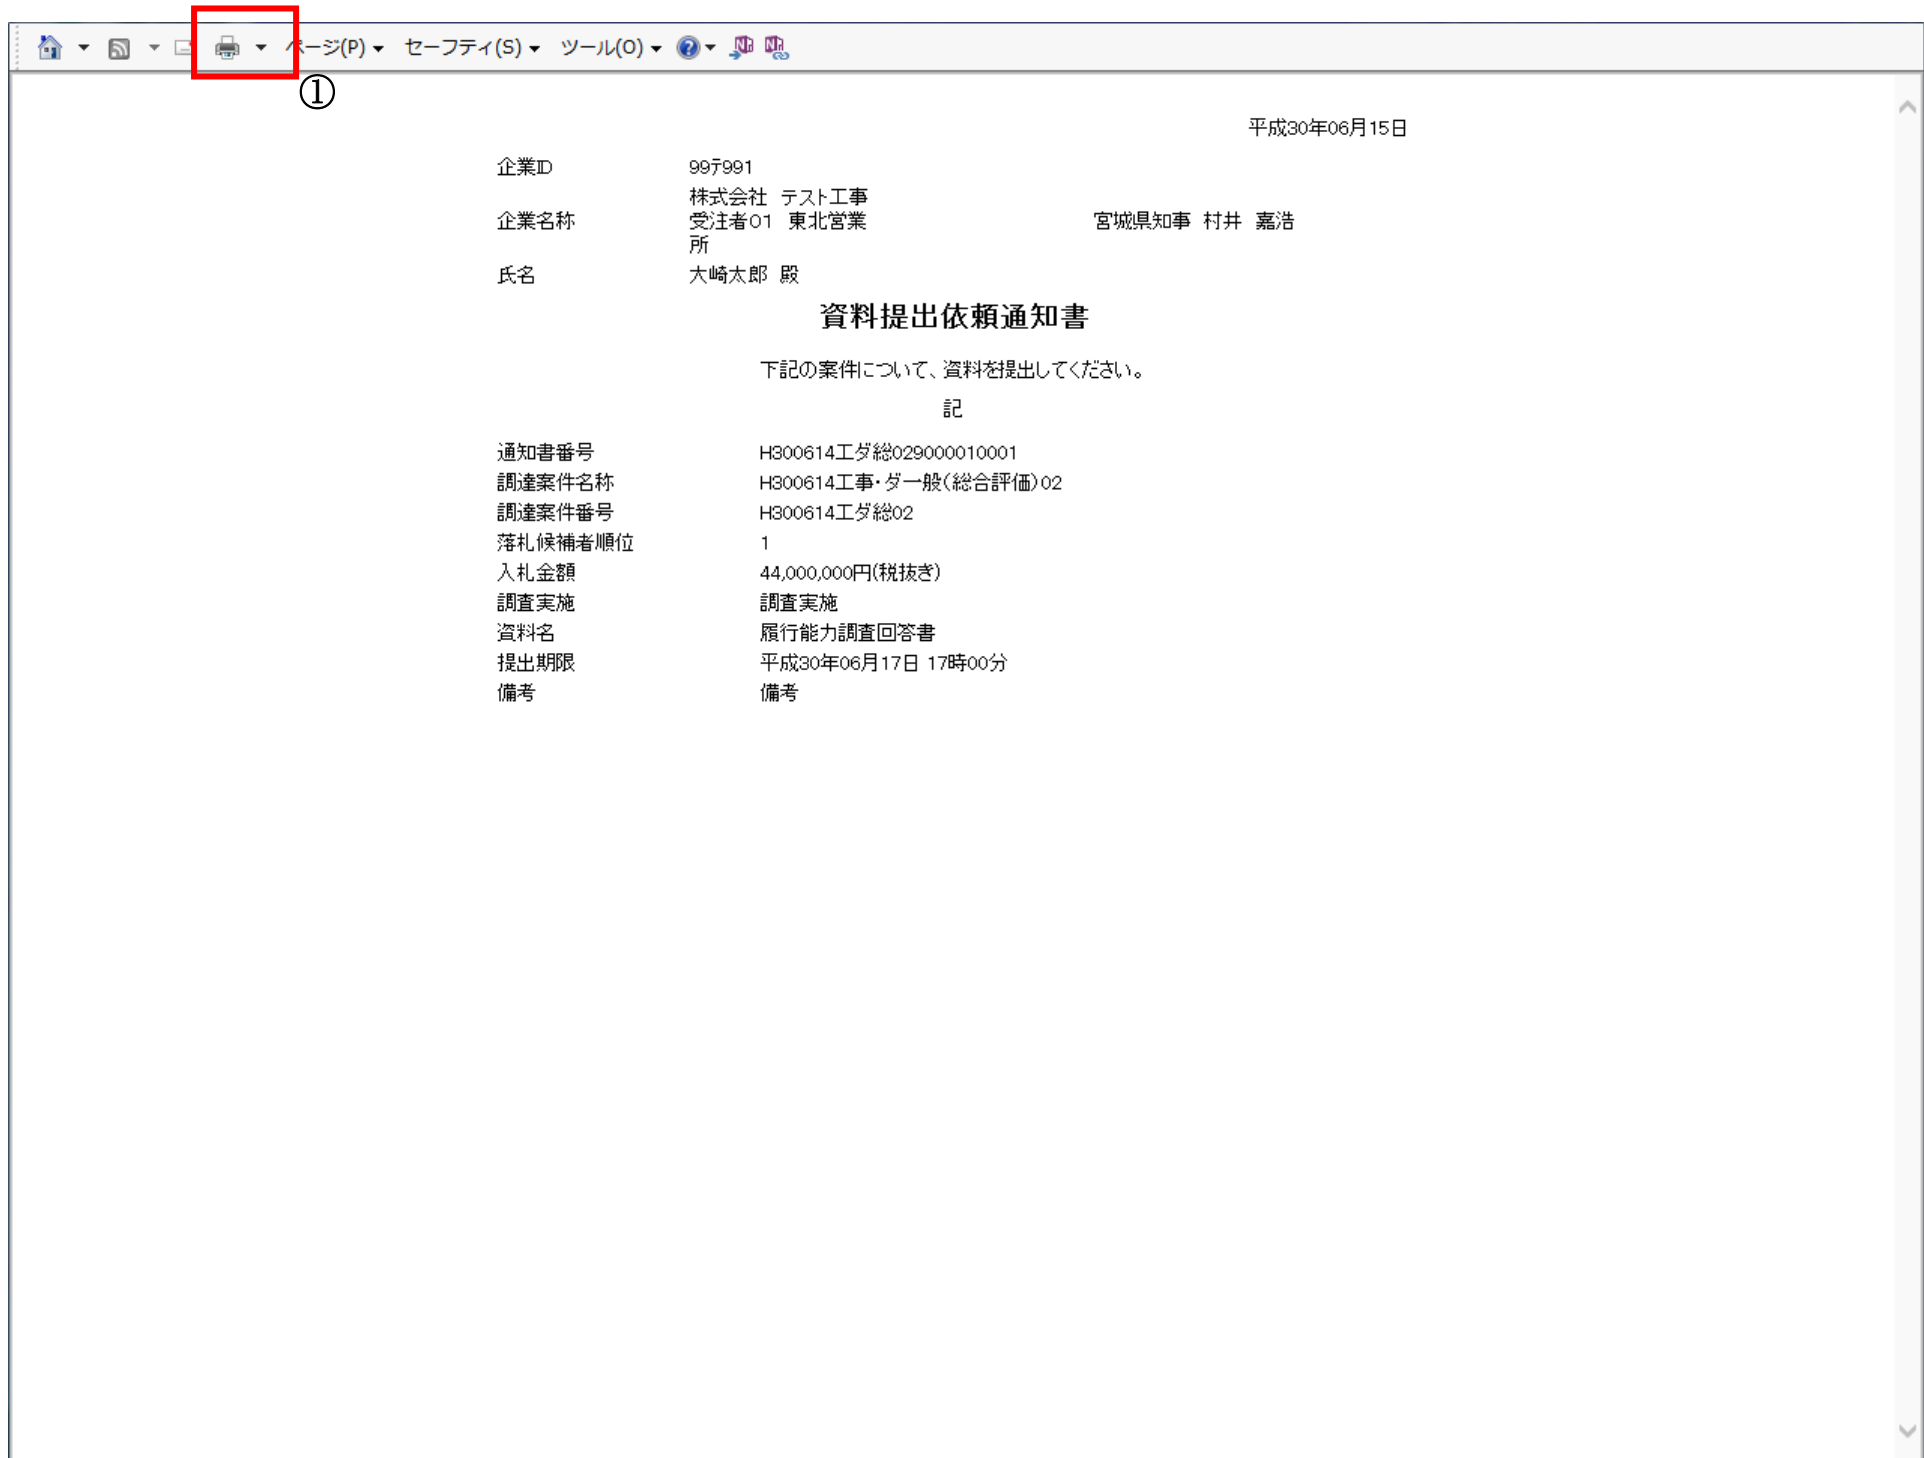 ページ(P) セーフティ(S) ツール(O)
①
平成30年06月15日
企業ID 99ﾃ991
企業名称 株式会社 テスト工事
受注者01 東北営業
所
宮城県知事 村井 嘉浩
氏名 大崎太郎 殿
資料提出依頼通知書
下記の案件について、資料を提出してください。
記
通知書番号 H300614工ダ総029000010001
調達案件名称 H300614工事・ダ一般(総合評価)02
調達案件番号 H300614工ダ総02
落札候補者順位 1
入札金額 44,000,000円(税抜き)
調査実施 調査実施
資料名 履行能力調査回答書
提出期限 平成30年06月17日 17時00分
備考 備考